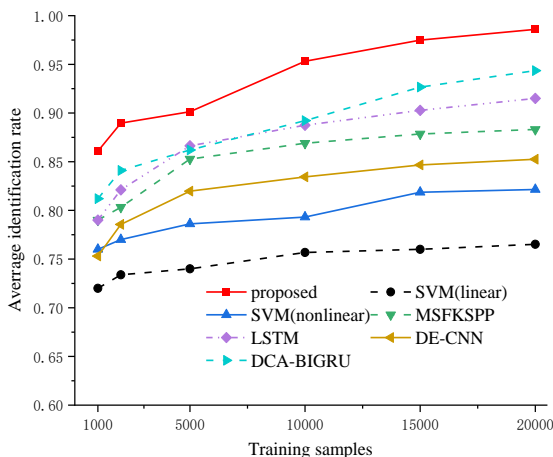 1.00
0.95
0.90
0.85
0.80
0.75
0.70
0.65
0.60
Averrage identification rate
proposed SVM(linear)
SVM(nonlinear) MSFKSPP
LSTM DE-CNN
DCA-BIGRU
1000 5000 10000 15000 20000
Training samples